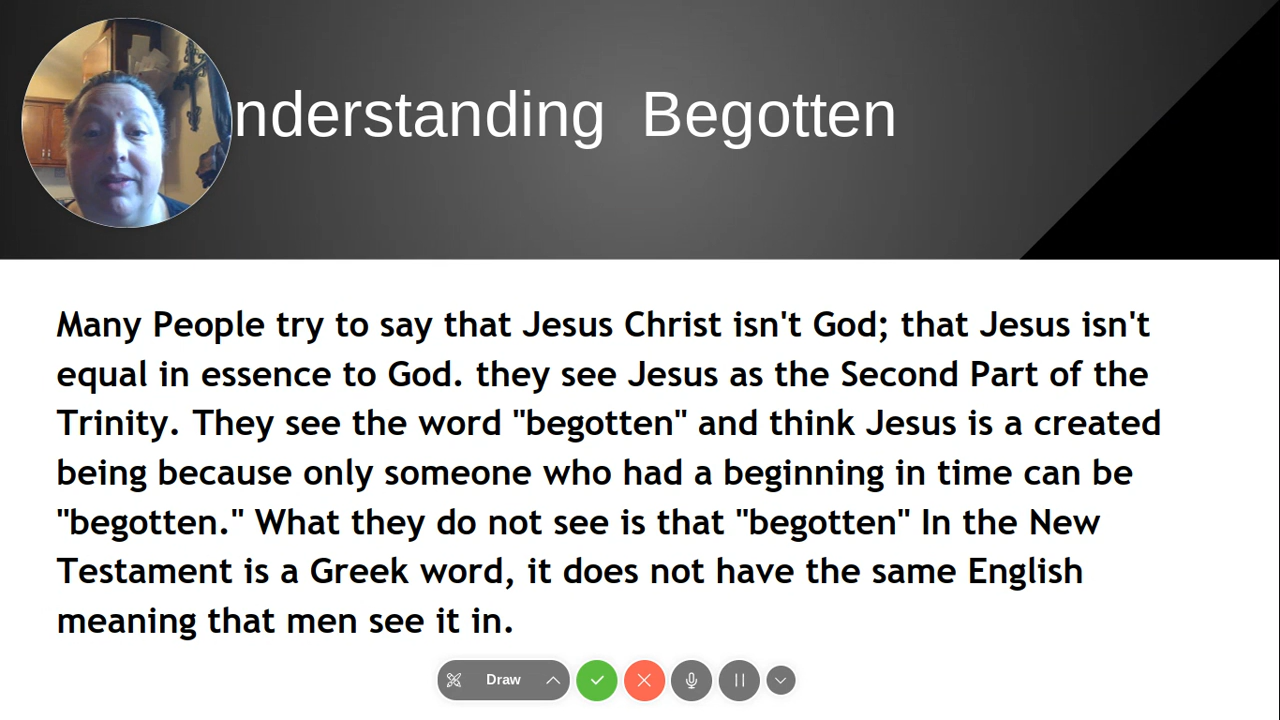 nderstanding Begotten
Many People try to say that Jesus Christ isn't God; that Jesus isn't
equal in essence to God. they see Jesus as the Second Part of the
Trinity. They see the word "begotten" and think Jesus is a created
being because only someone who had a beginning in time can be
"begotten." What they do not see is that "begotten" In the New
Testament is a Greek word, it does not have the same English
meaning that men see it in.
Draw